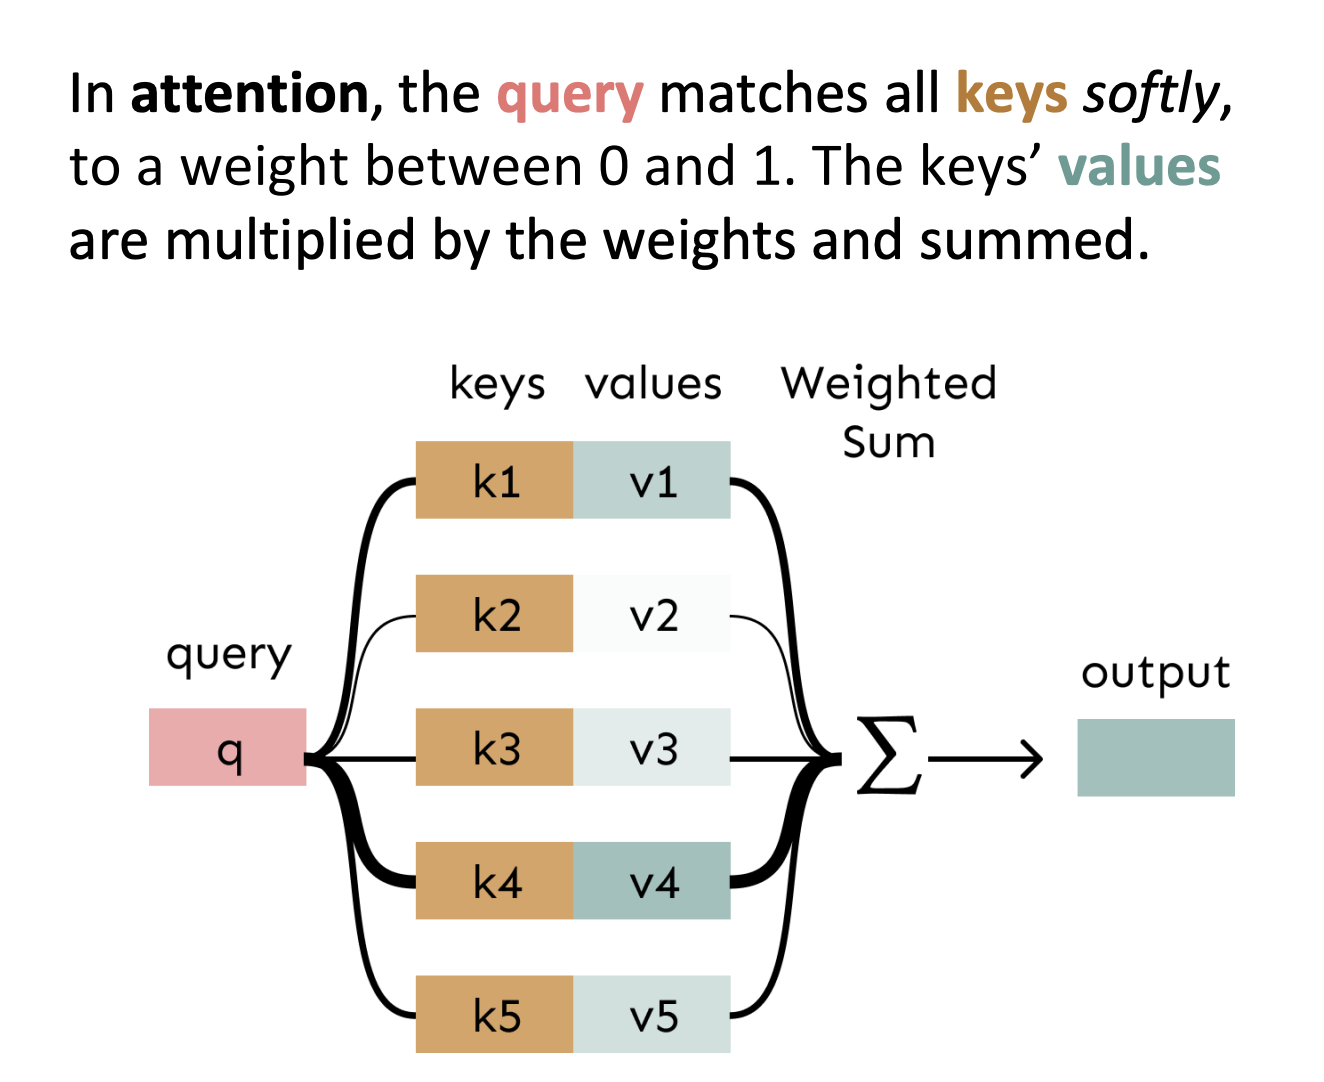 In attention, the query matches all keys softly,
to a weight between 0 and 1. The keys’ values
are multiplied by the weights and summed.
keys values Weighted
Sum
k1 v1
k2 v2
query
output
q k3 v3 Σ
k4 v4
k5 v5